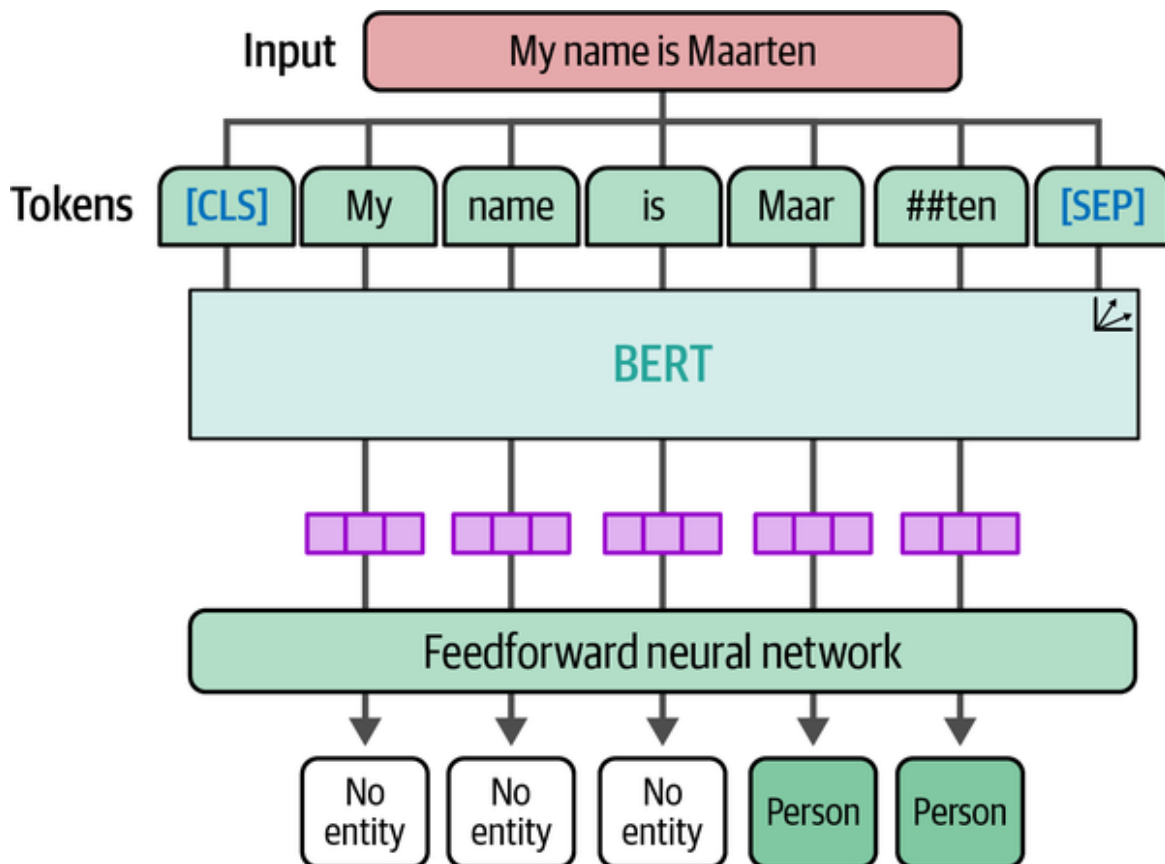 Input
My name is Maarten
Tokens
[CLS]
My
name
is
Maar
##ten
[SEP]
BERT
Feedforward neural network
No
entity
No
entity
No
entity
Person
Person